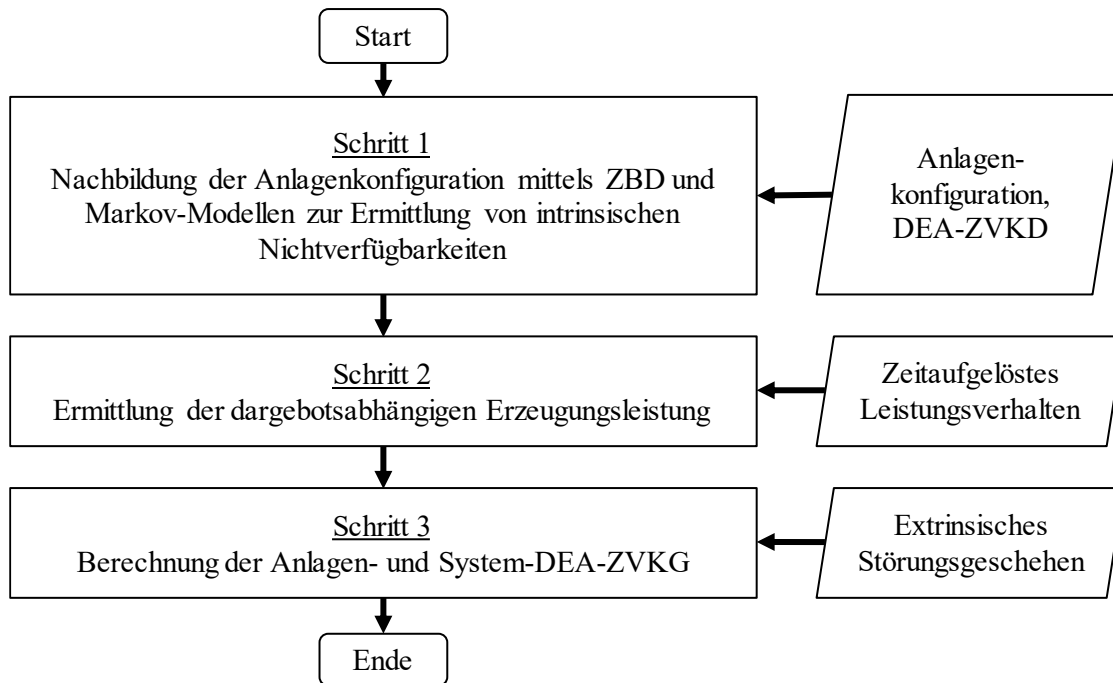 Start
Schritt 1
Nachbildung der Anlagenkonfiguration mittels ZBD und
Markov-Modellen zur Ermittlung von intrinsischen
Nichtverfügbarkeiten
Anlagen-
konfiguration,
DEA-ZVKD
Schritt 2
Ermittlung der dargebotsabhängigen Erzeugungsleistung
Zeitaufgelöstes
Leistungsverhalten
Schritt 3
Berechnung der Anlagen- und System-DEA-ZVKG
Extrinsisches
Störungsgeschehen
Ende